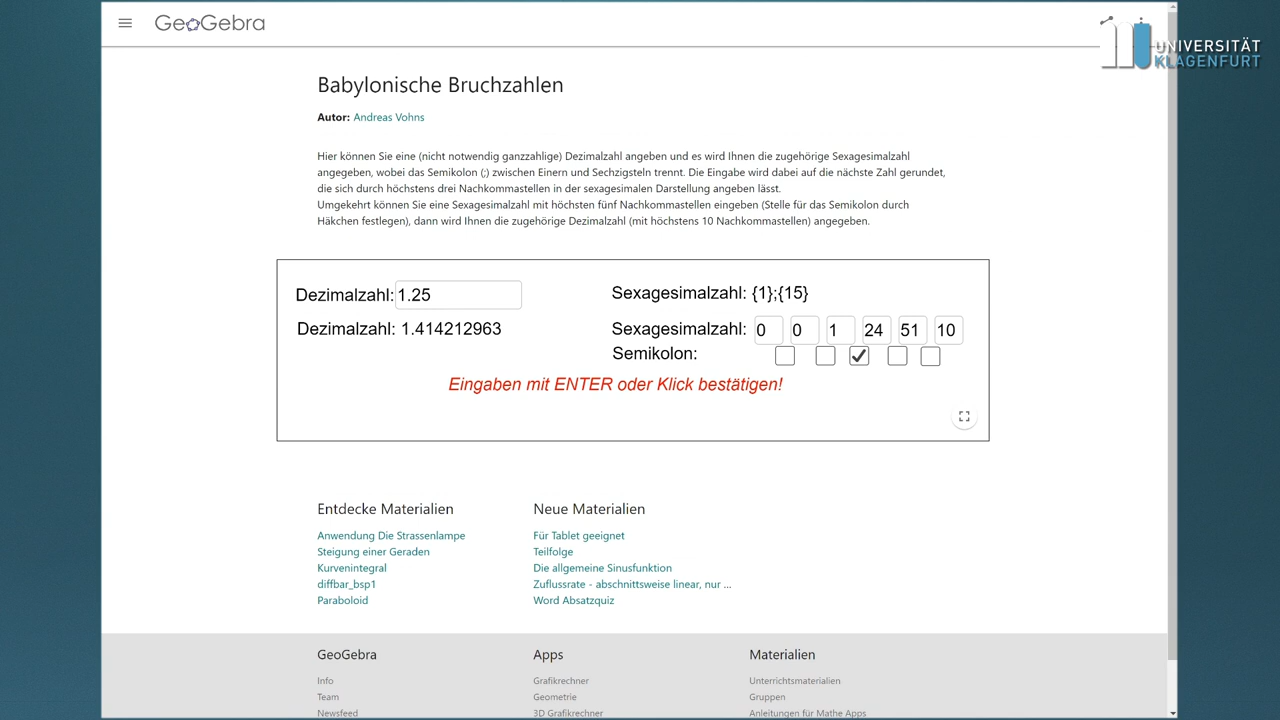 GeoGebra
UNIVERSITÄT
KLAGENFURT
Babylonische Bruchzahlen
Autor: Andreas Vohns
Hier können Sie eine (nicht notwendig ganzzahlige) Dezimalzahl angeben und es wird Ihnen die zugehörige Sexagesimalzahl
angegeben, wobei das Semikolon (;) zwischen Einern und Sechzigsteln trennt. Die Eingabe wird dabei auf die nächste Zahl gerundet,
die sich durch höchstens drei Nachkommastellen in der sexagesimalen Darstellung angeben lässt.
Umgekehrt können Sie eine Sexagesimalzahl mit höchsten fünf Nachkommastellen eingeben (Stelle für das Semikolon durch
Häkchen festlegen), dann wird Ihnen die zugehörige Dezimalzahl (mit höchstens 10 Nachkommastellen) angegeben.
Dezimalzahl: 1.25
Sexagesimalzahl: {1};{15}
Dezimalzahl: 1.414212963
Sexagesimalzahl: 0 0 1 24 51 10
Semikolon:
Eingaben mit ENTER oder Klick bestätigen!
Entdecke Materialien
Anwendung Die Strassenlampe
Steigung einer Geraden
Kurvenintegral
diffbar_bsp1
Paraboloid
Neue Materialien
Für Tablet geeignet
Teilfolge
Die allgemeine Sinusfunktion
Zuflussrate - abschnittsweise linear, nur ...
Word Absatzquiz
GeoGebra
Info
Team
Newsfeed
Apps
Grafikrechner
Geometrie
3D Grafikrechner
Materialien
Unterrichtsmaterialien
Gruppen
Anleitungen für Mathe Apps